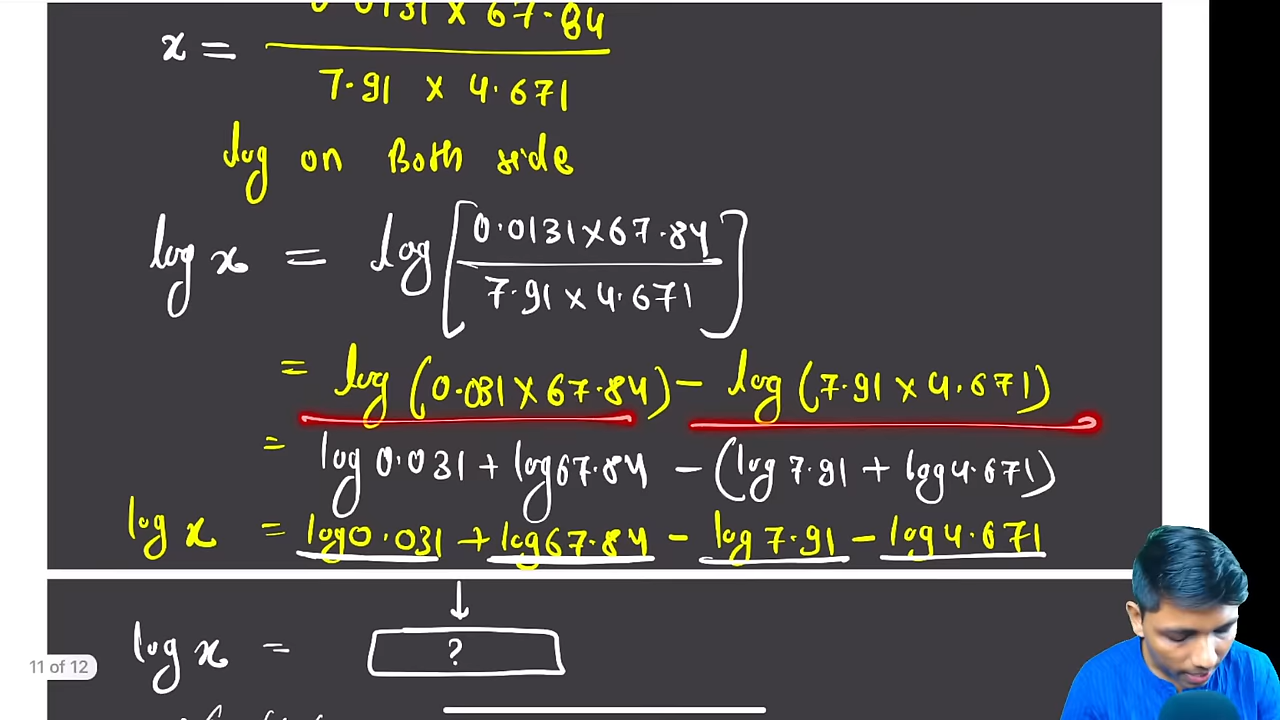 0.0131 × 67.84
x =
7.91 × 4.671
log on Both side
log x = log [ 0.0131×67.84
7.91 × 4.671 ]
= log (0.031 × 67.84) − log (7.91 × 4.671)
= log 0.031 + log 67.84 − (log 7.91 + log 4.671)
log x = log 0.031 + log 67.84 − log 7.91 − log 4.671
↓
log x = ?
11 of 12